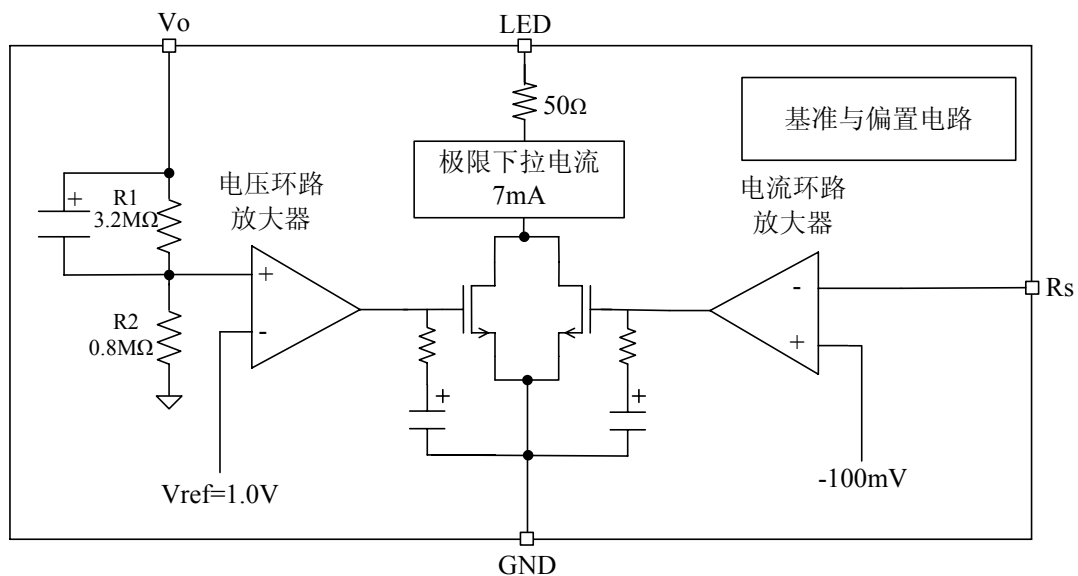 Vo
LED
50Ω
基准与偏置电路
极限下拉电流
7mA
电压环路
放大器
电流环路
放大器
+
R1
3.2MΩ
+
-
-
+
Rs
R2
0.8MΩ
+
+
Vref=1.0V
-100mV
GND